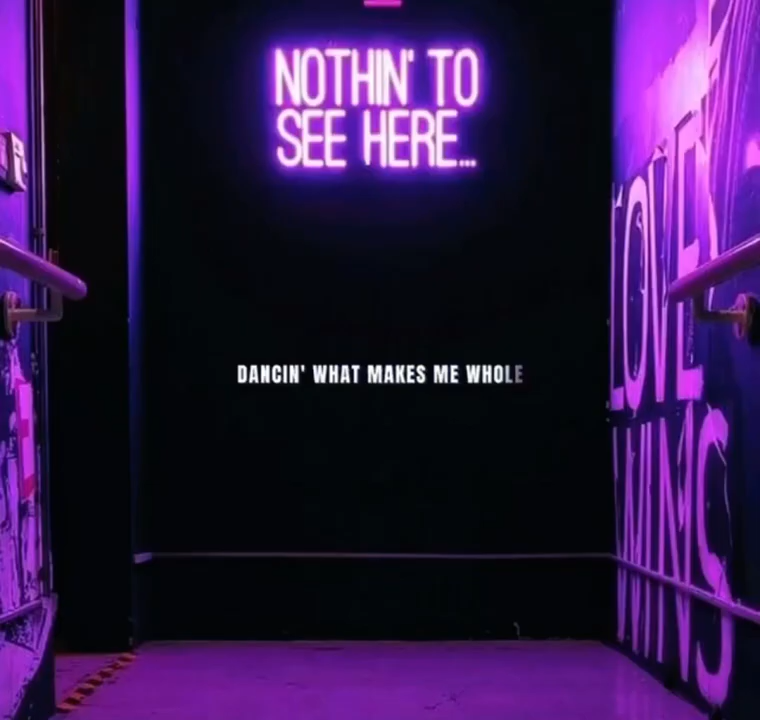 NOTHIN' TO
SEE HERE...
DANCIN' WHAT MAKES ME WHOLE
LOVE
WINS